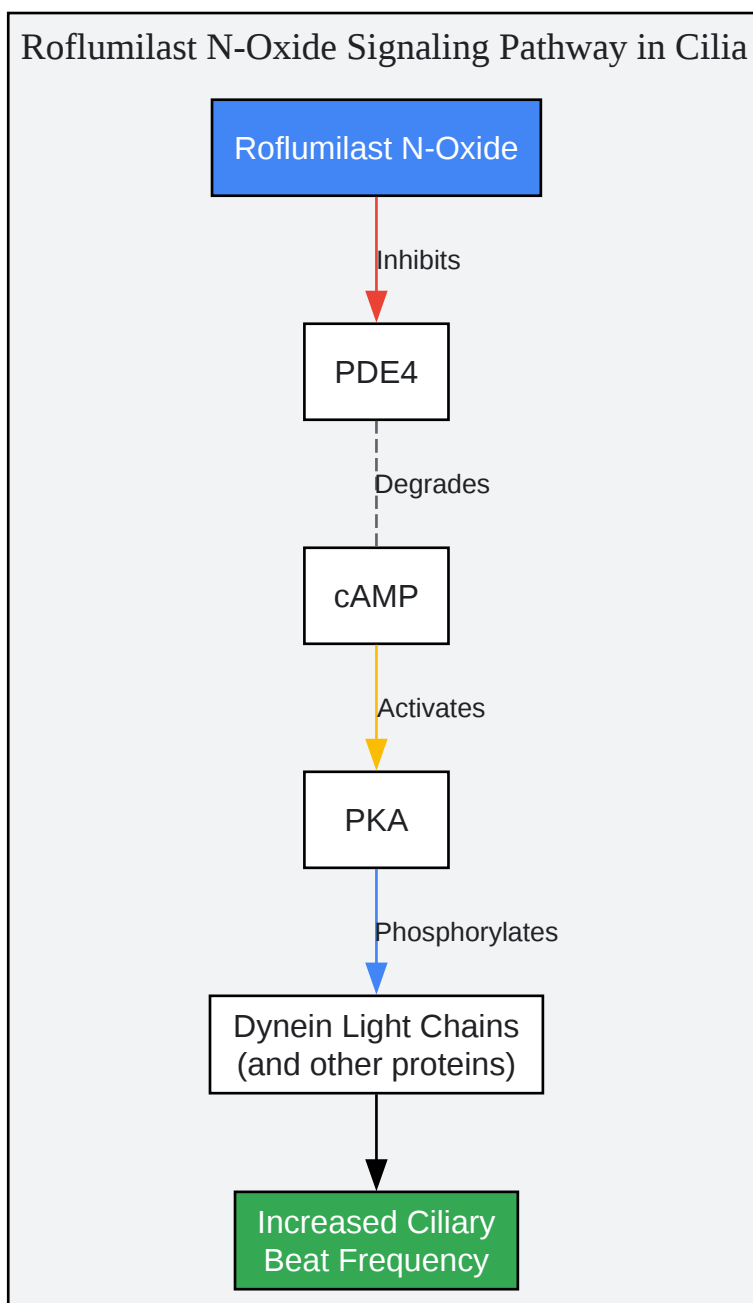 Roflumilast N-Oxide Signaling Pathway in Cilia
Roflumilast N-Oxide
Inhibits
PDE4
Degrades
cAMP
Activates
PKA
Phosphorylates
Dynein Light Chains
(and other proteins)
Increased Ciliary
Beat Frequency